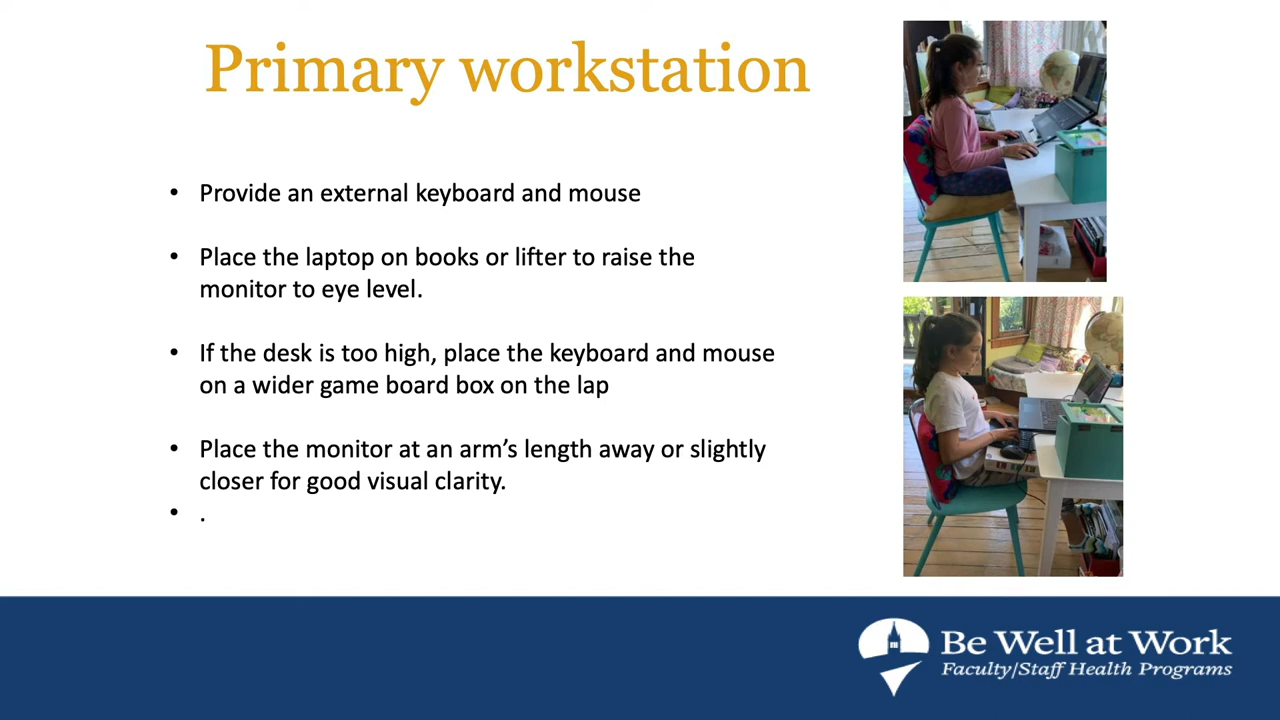 Primary workstation
• Provide an external keyboard and mouse
• Place the laptop on books or lifter to raise the
monitor to eye level.
• If the desk is too high, place the keyboard and mouse
on a wider game board box on the lap
• Place the monitor at an arm’s length away or slightly
closer for good visual clarity.
• .
Be Well at Work
Faculty/Staff Health Programs